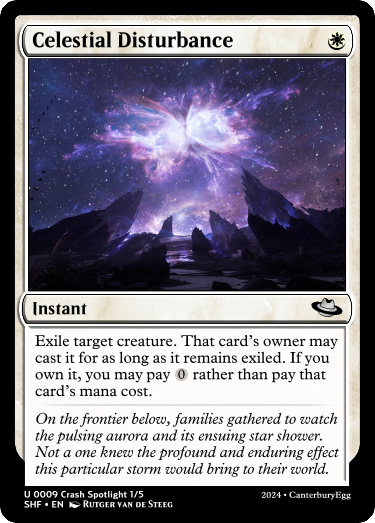 Celestial Disturbance
Instant
Exile target creature. That card's owner may
cast it for as long as it remains exiled. If you
own it, you may pay 0 rather than pay that
card's mana cost.
On the frontier below, families gathered to watch
the pulsing aurora and its ensuing star shower.
Not a one knew the profound and enduring effect
this particular storm would bring to their world.
U 0009 Crash Spotlight 1/5
SHF • EN RUTGER VAN DE STEEG
2024 • CanterburyEgg